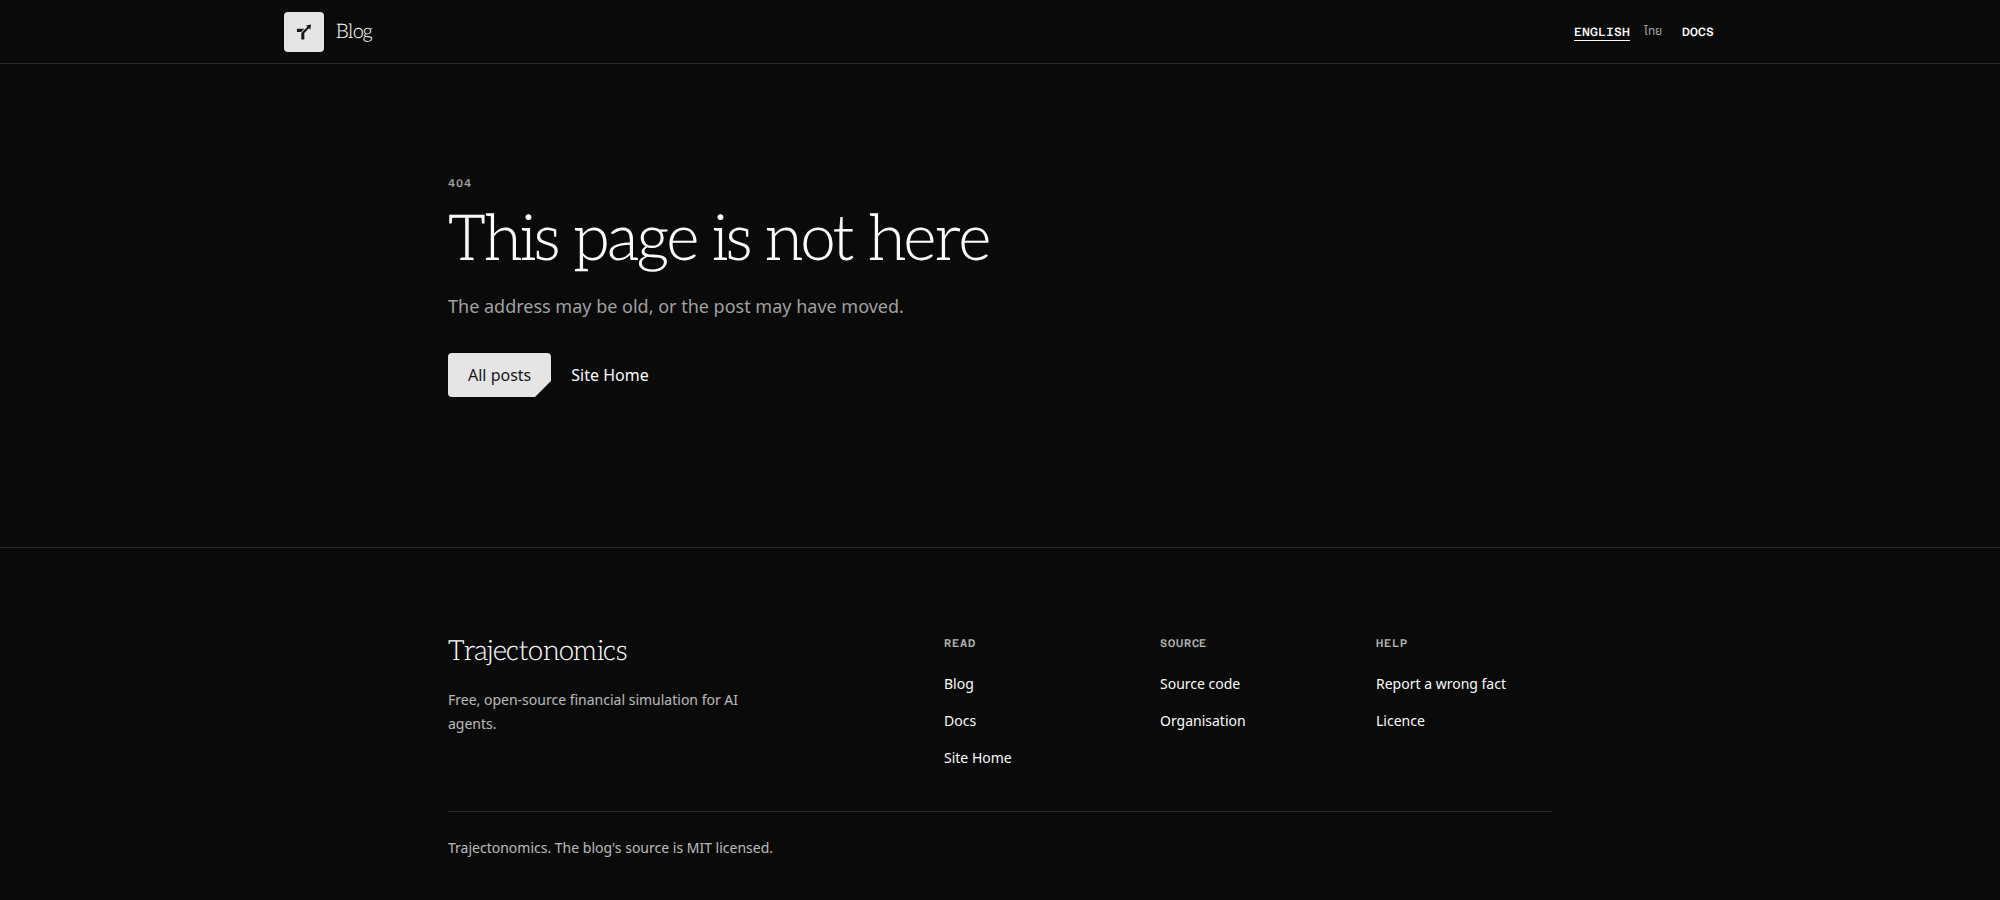 Blog
ENGLISH
ไทย
DOCS
404
This page is not here
The address may be old, or the post may have moved.
All posts
Site Home
Trajectonomics
Free, open-source financial simulation for AI
agents.
READ
Blog
Docs
Site Home
SOURCE
Source code
Organisation
HELP
Report a wrong fact
Licence
Trajectonomics. The blog's source is MIT licensed.